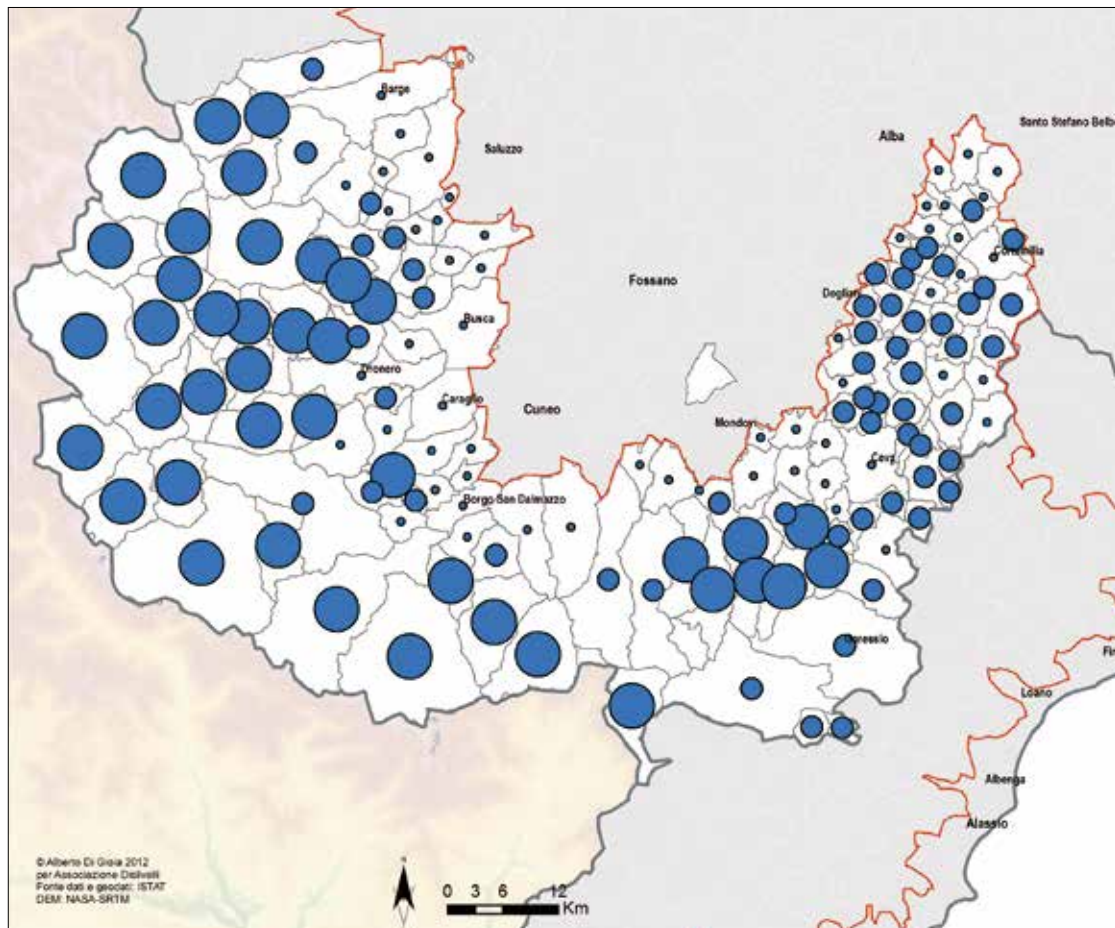 Barge
Santo Stefano Belb
Alba
Saluzzo
Cortemilia
Fossano
Dogliani
Busca
Dronero
Caraglio
Cuneo
Mondovì
Ceva
Borgo San Dalmazzo
Ormea
Loano
Albenga
Alassio
© Alberto Di Gioia 2012
per Associazione Dislivelli
Fonte dati e geodati: ISTAT
DEM: NASA-SRTM
N
0 3 6 12
Km